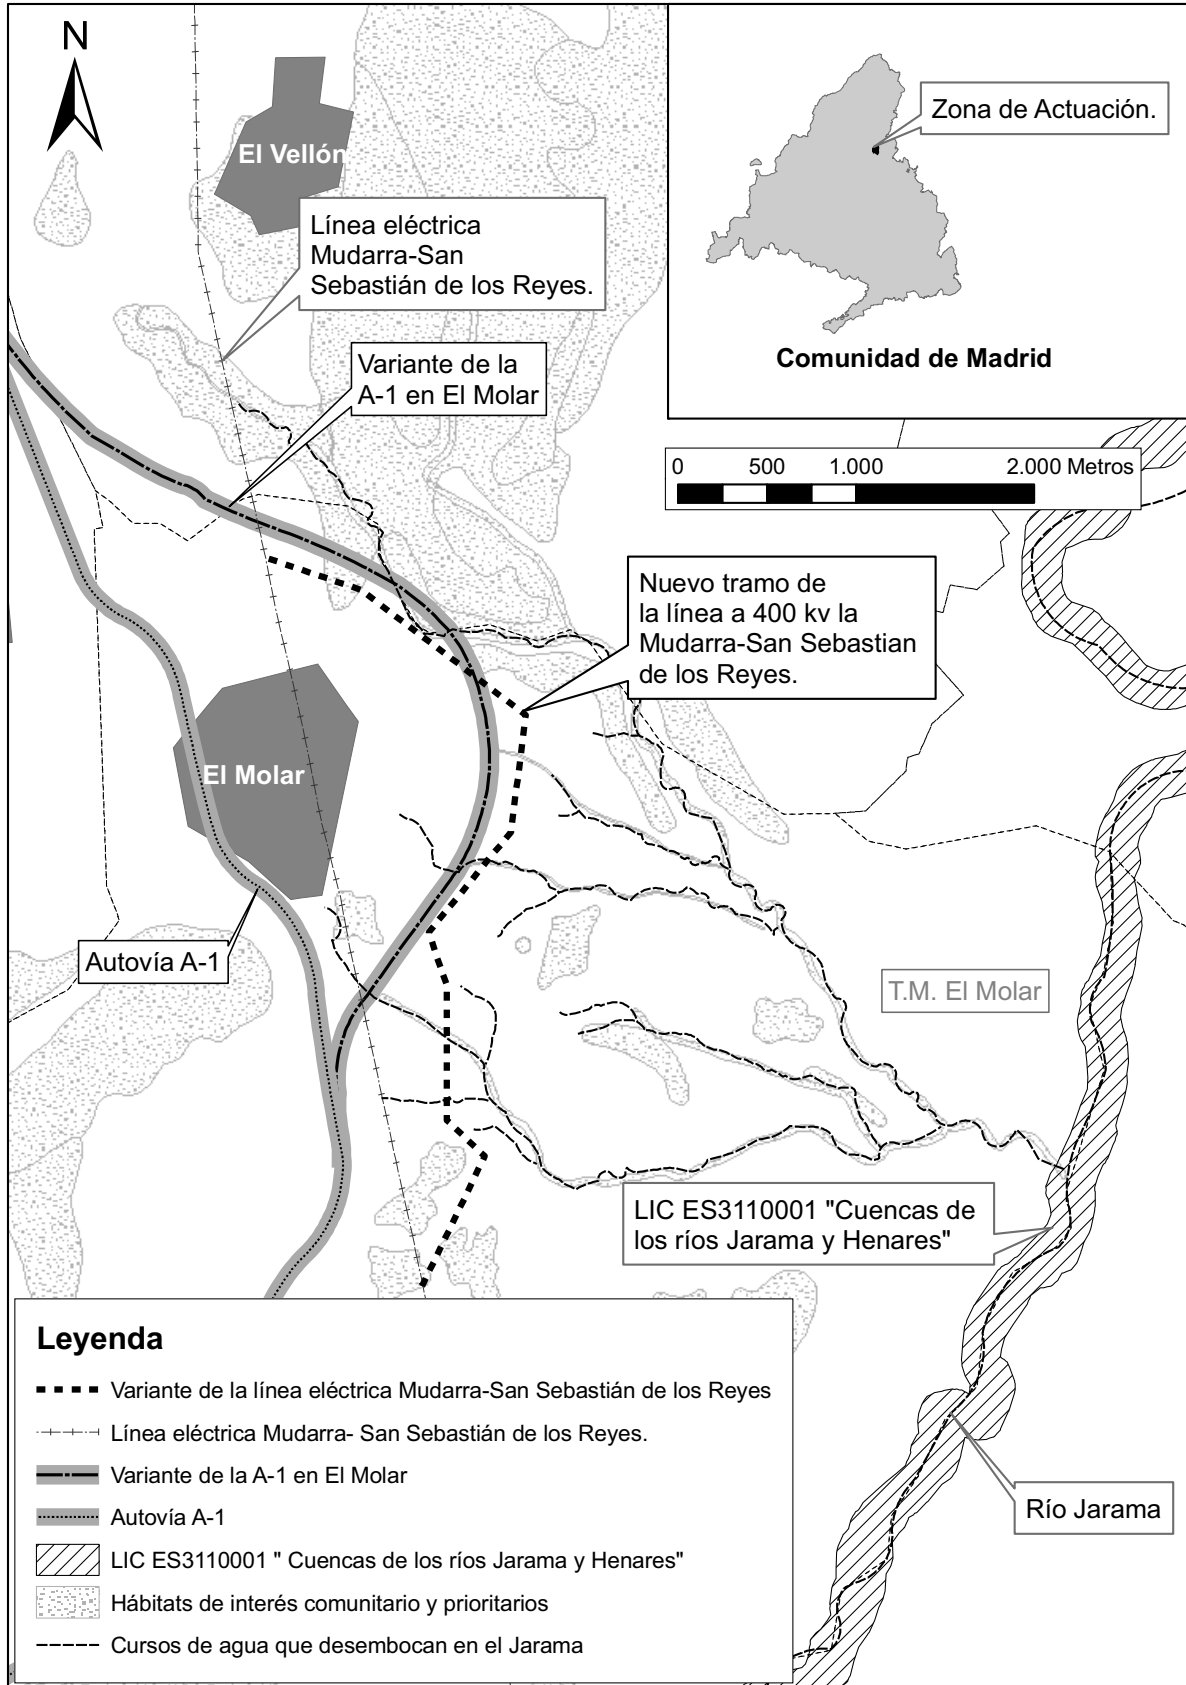 N
El Vellón
Zona de Actuación.
Línea eléctrica
Mudarra-San
Sebastián de los Reyes.
Comunidad de Madrid
Variante de la
A-1 en El Molar
0 500 1.000 2.000 Metros
Nuevo tramo de
la línea a 400 kv la
Mudarra-San Sebastian
de los Reyes.
El Molar
Autovía A-1
T.M. El Molar
LIC ES3110001 "Cuencas de
los ríos Jarama y Henares"
Río Jarama
Leyenda
Variante de la línea eléctrica Mudarra-San Sebastián de los Reyes
Línea eléctrica Mudarra- San Sebastián de los Reyes.
Variante de la A-1 en El Molar
Autovía A-1
LIC ES3110001 " Cuencas de los ríos Jarama y Henares"
Hábitats de interés comunitario y prioritarios
Cursos de agua que desembocan en el Jarama